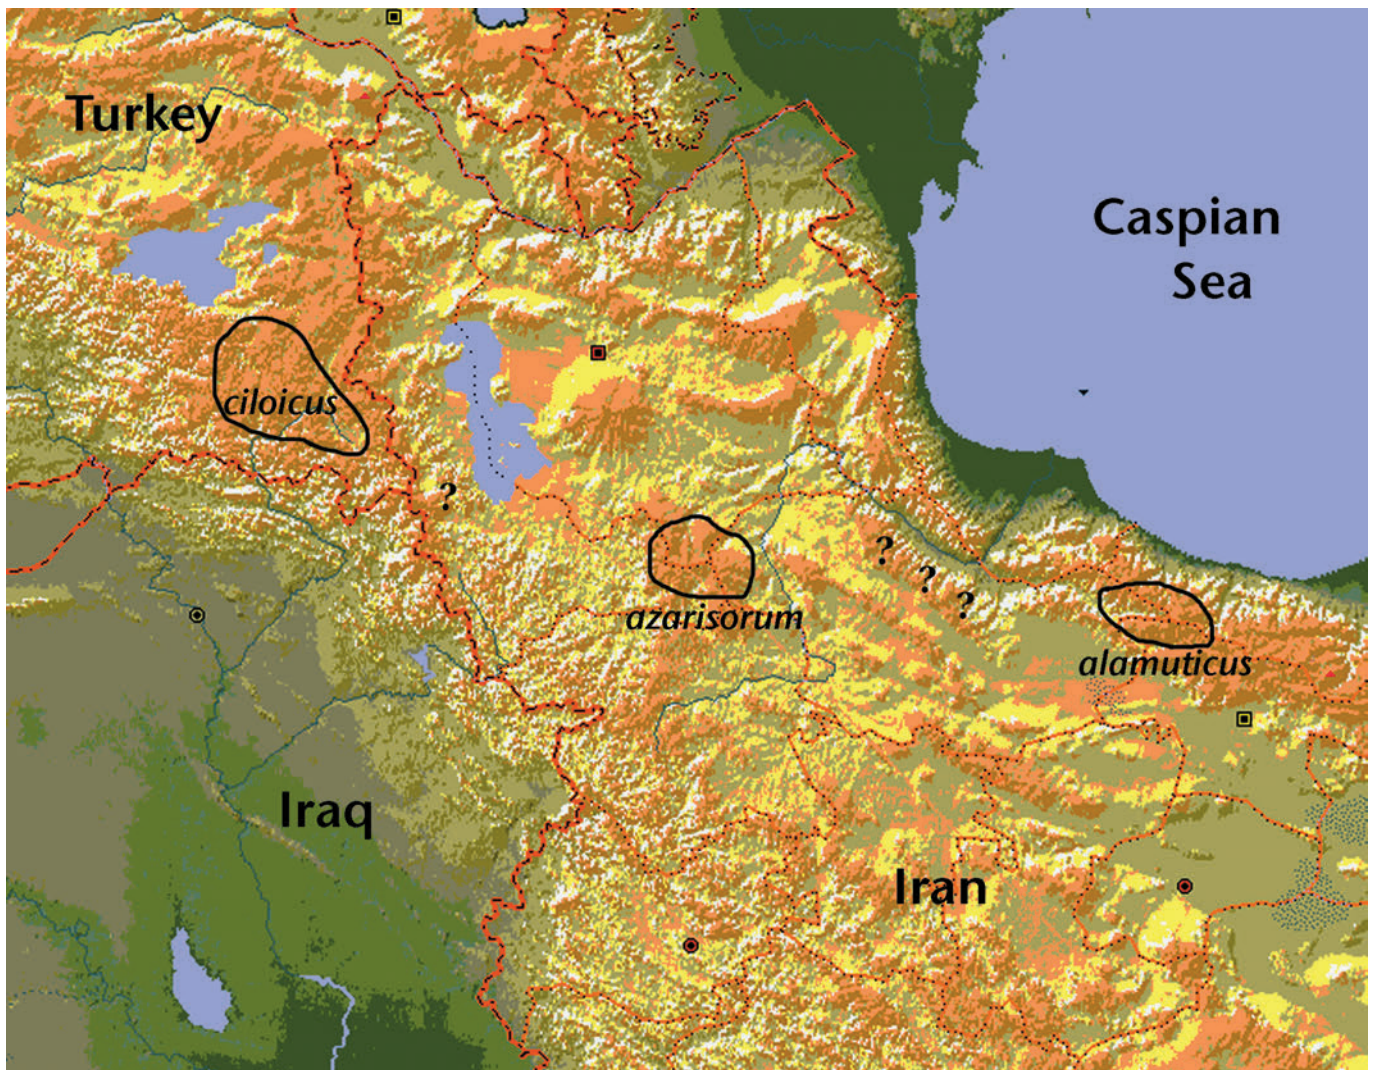 Turkey
Caspian
Sea
ciloicus
?
?
?
?
azarisorum
alamuticus
Iraq
Iran